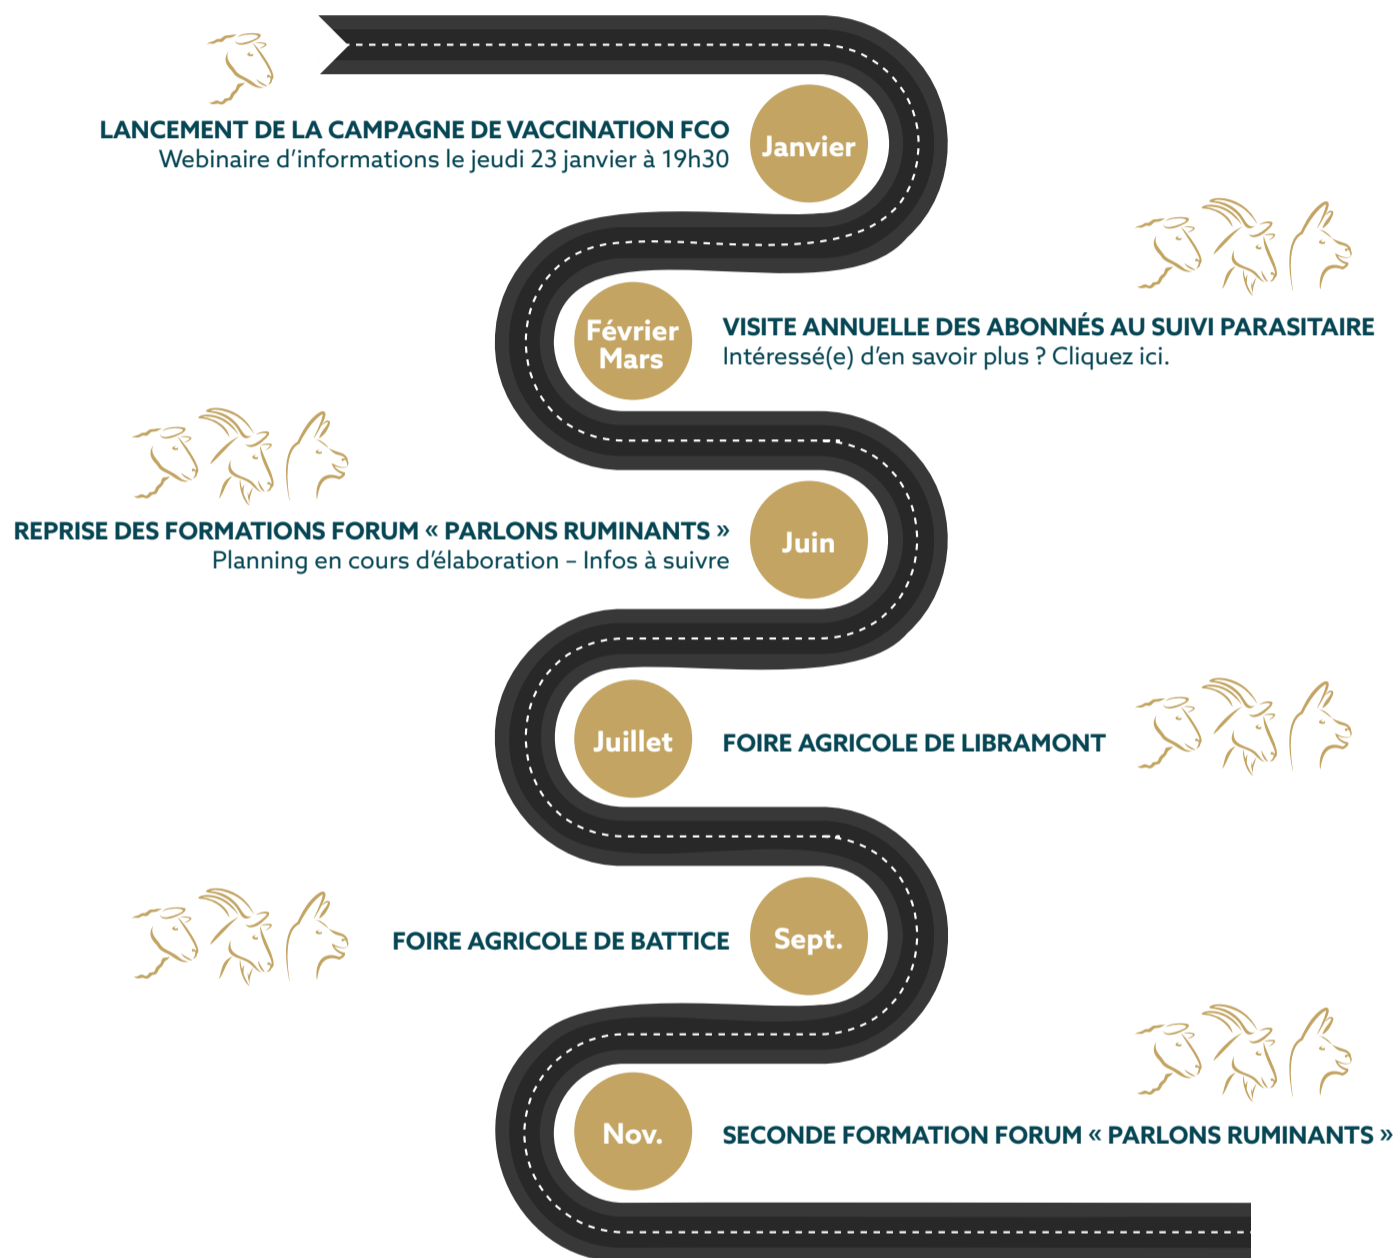 LANCEMENT DE LA CAMPAGNE DE VACCINATION FCO
Webinaire d’informations le jeudi 23 janvier à 19h30
Janvier
Février
Mars
VISITE ANNUELLE DES ABONNÉS AU SUIVI PARASITAIRE
Intéressé(e) d’en savoir plus ? Cliquez ici.
REPRISE DES FORMATIONS FORUM « PARLONS RUMINANTS »
Planning en cours d’élaboration – Infos à suivre
Juin
Juillet
FOIRE AGRICOLE DE LIBRAMONT
FOIRE AGRICOLE DE BATTICE
Sept.
Nov.
SECONDE FORMATION FORUM « PARLONS RUMINANTS »